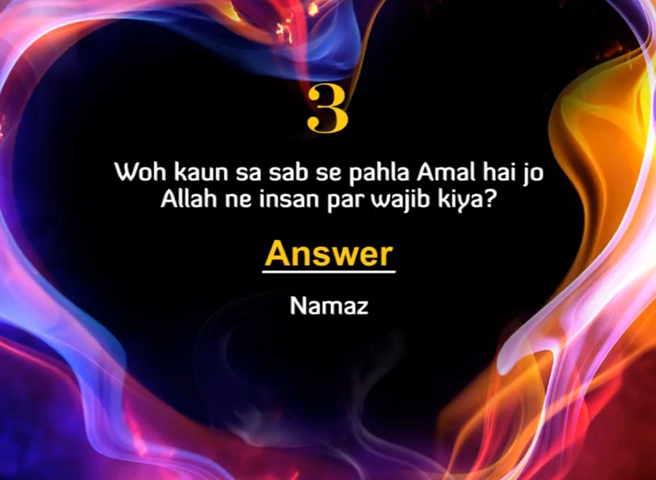 3
Woh kaun sa sab se pahla Amal hai jo
Allah ne insan par wajib kiya?
Answer
Namaz